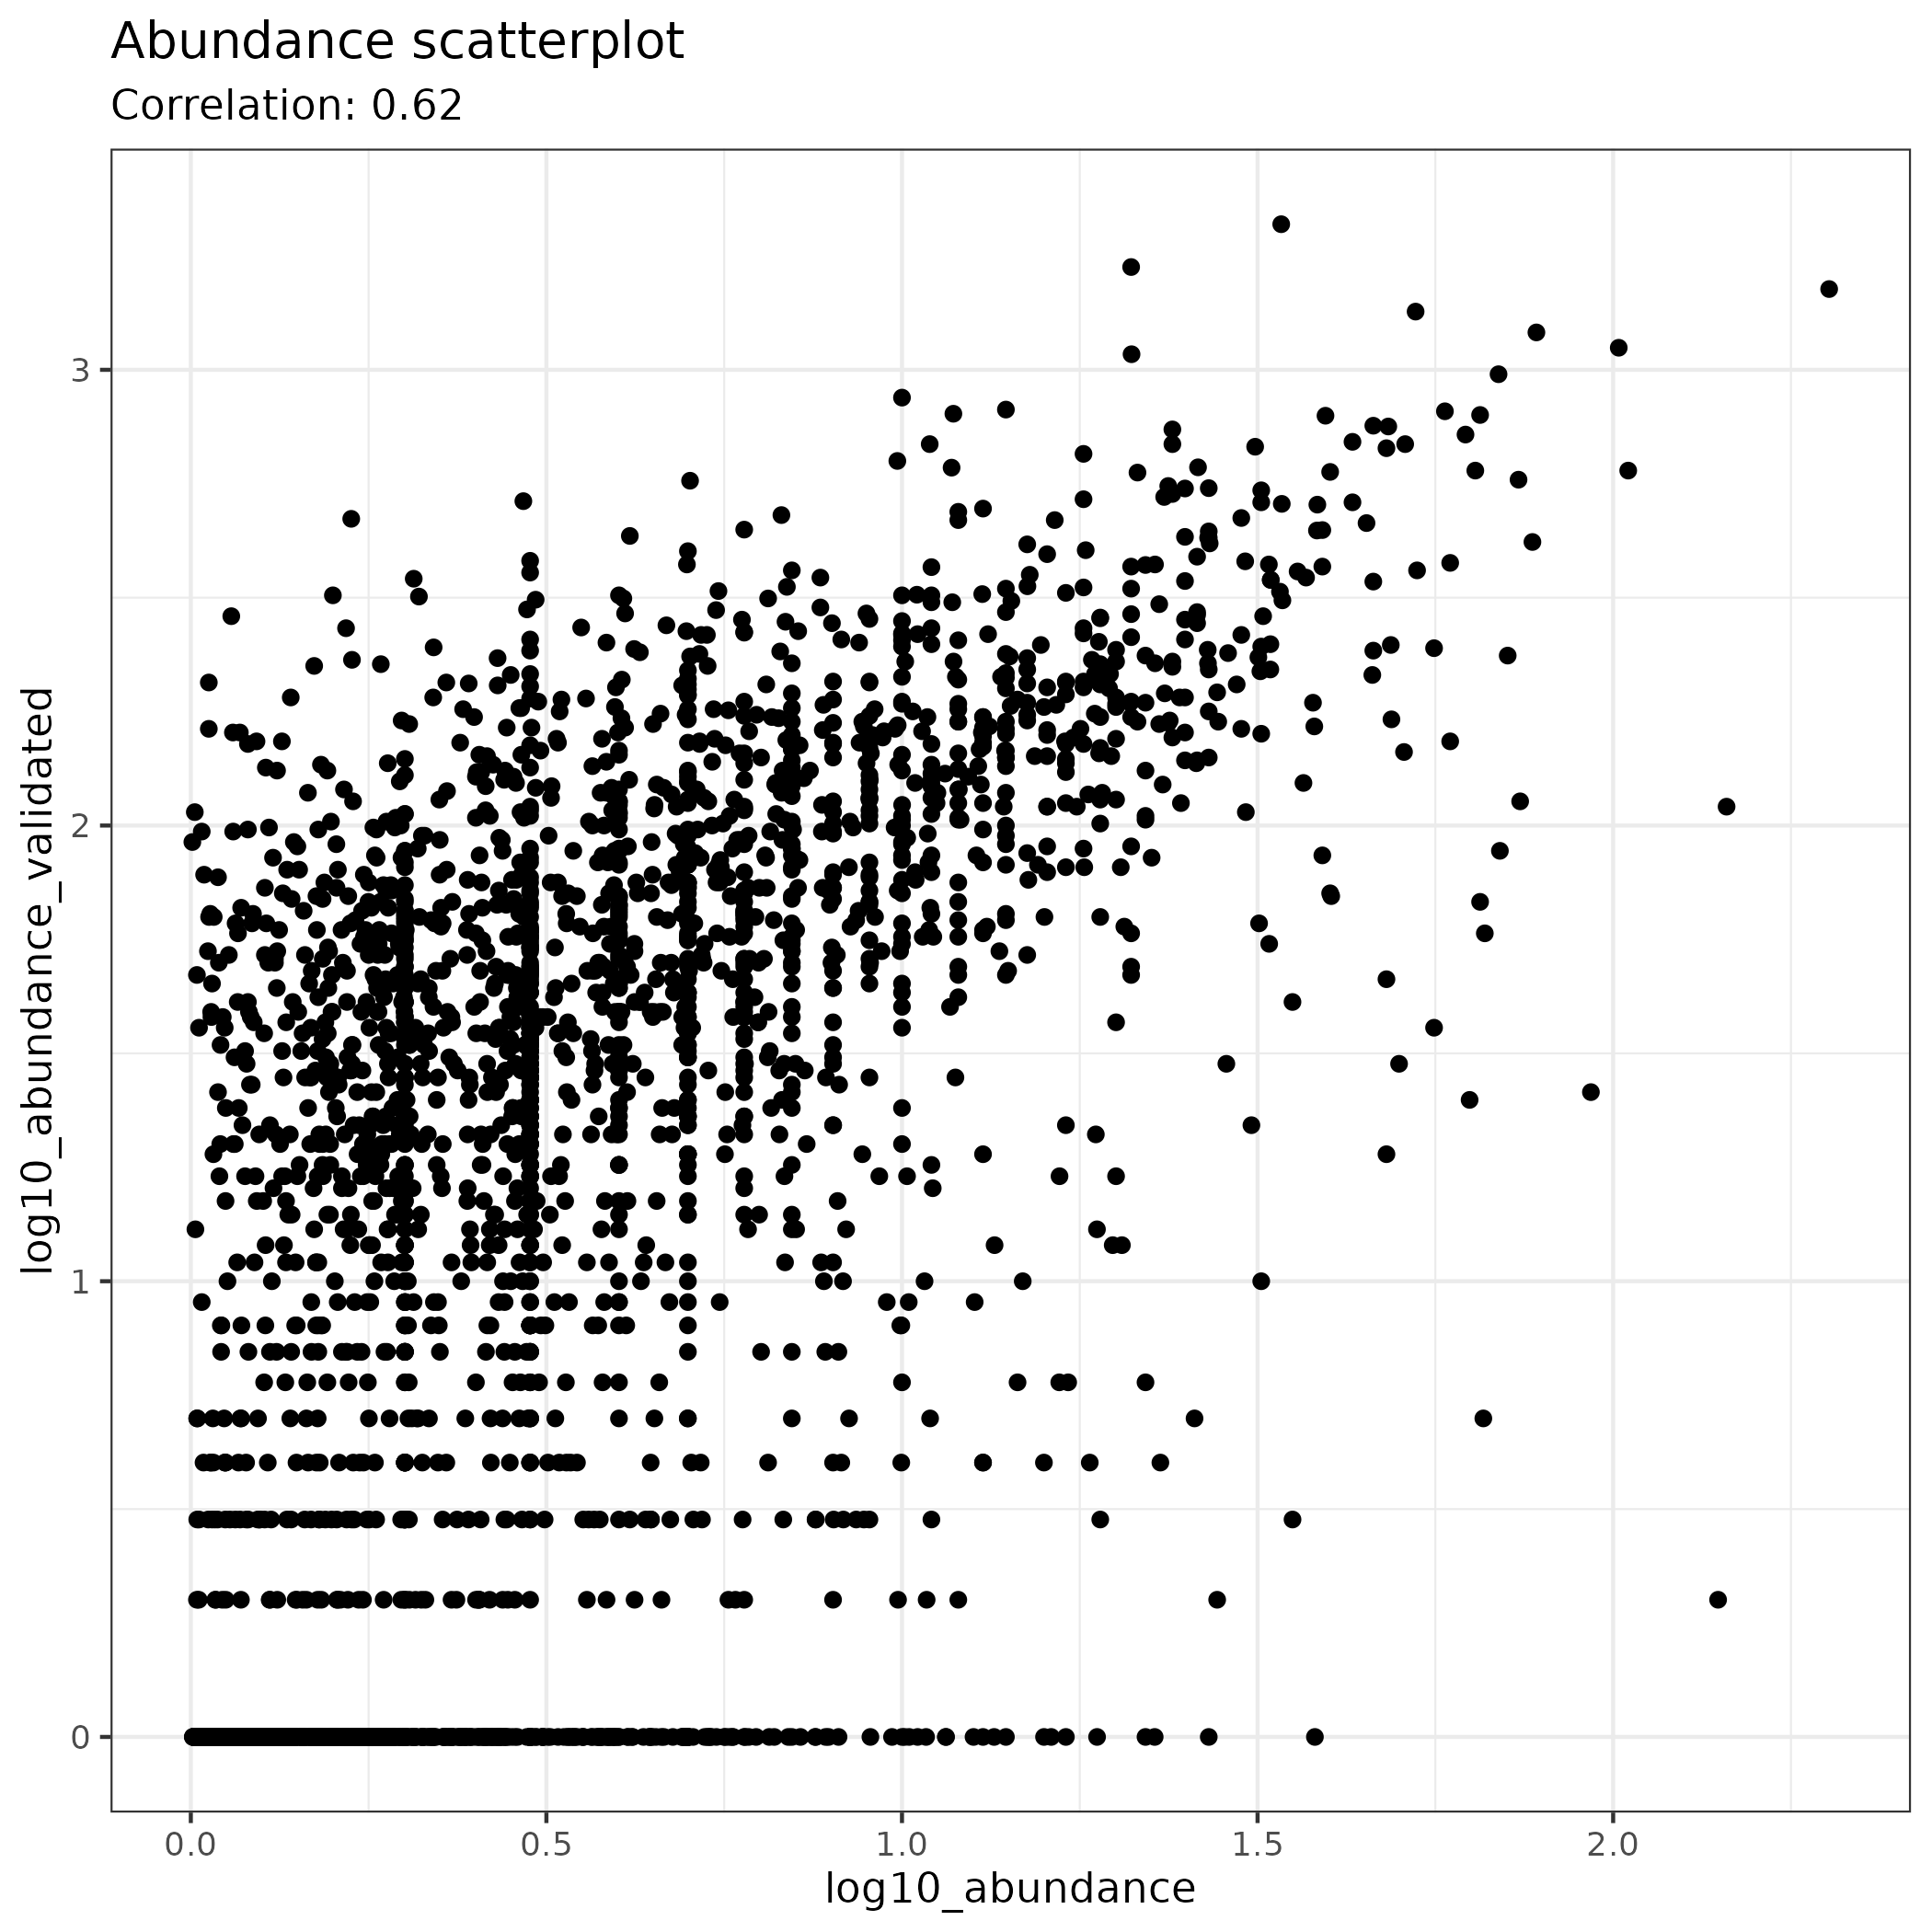 Abundance scatterplot
Correlation: 0.62
log10_abundance_validated
3
2
1
0
0.0 0.5 1.0 1.5 2.0
log10_abundance